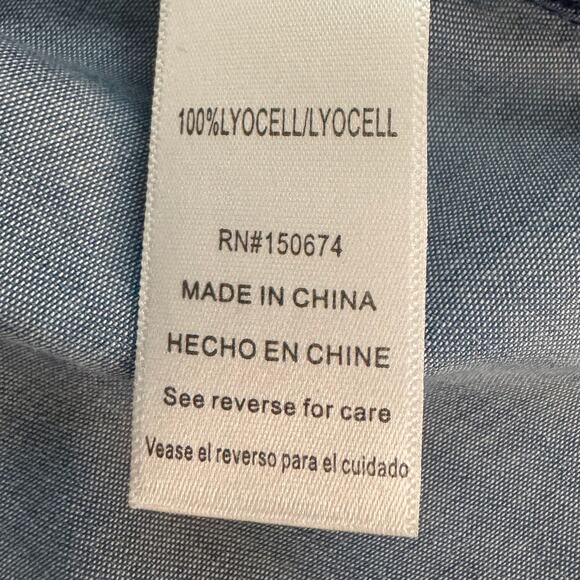 100%LYOCELL/LYOCELL
RN#150674
MADE IN CHINA
HECHO EN CHINE
See reverse for care
Vease el reverso para el cuidado